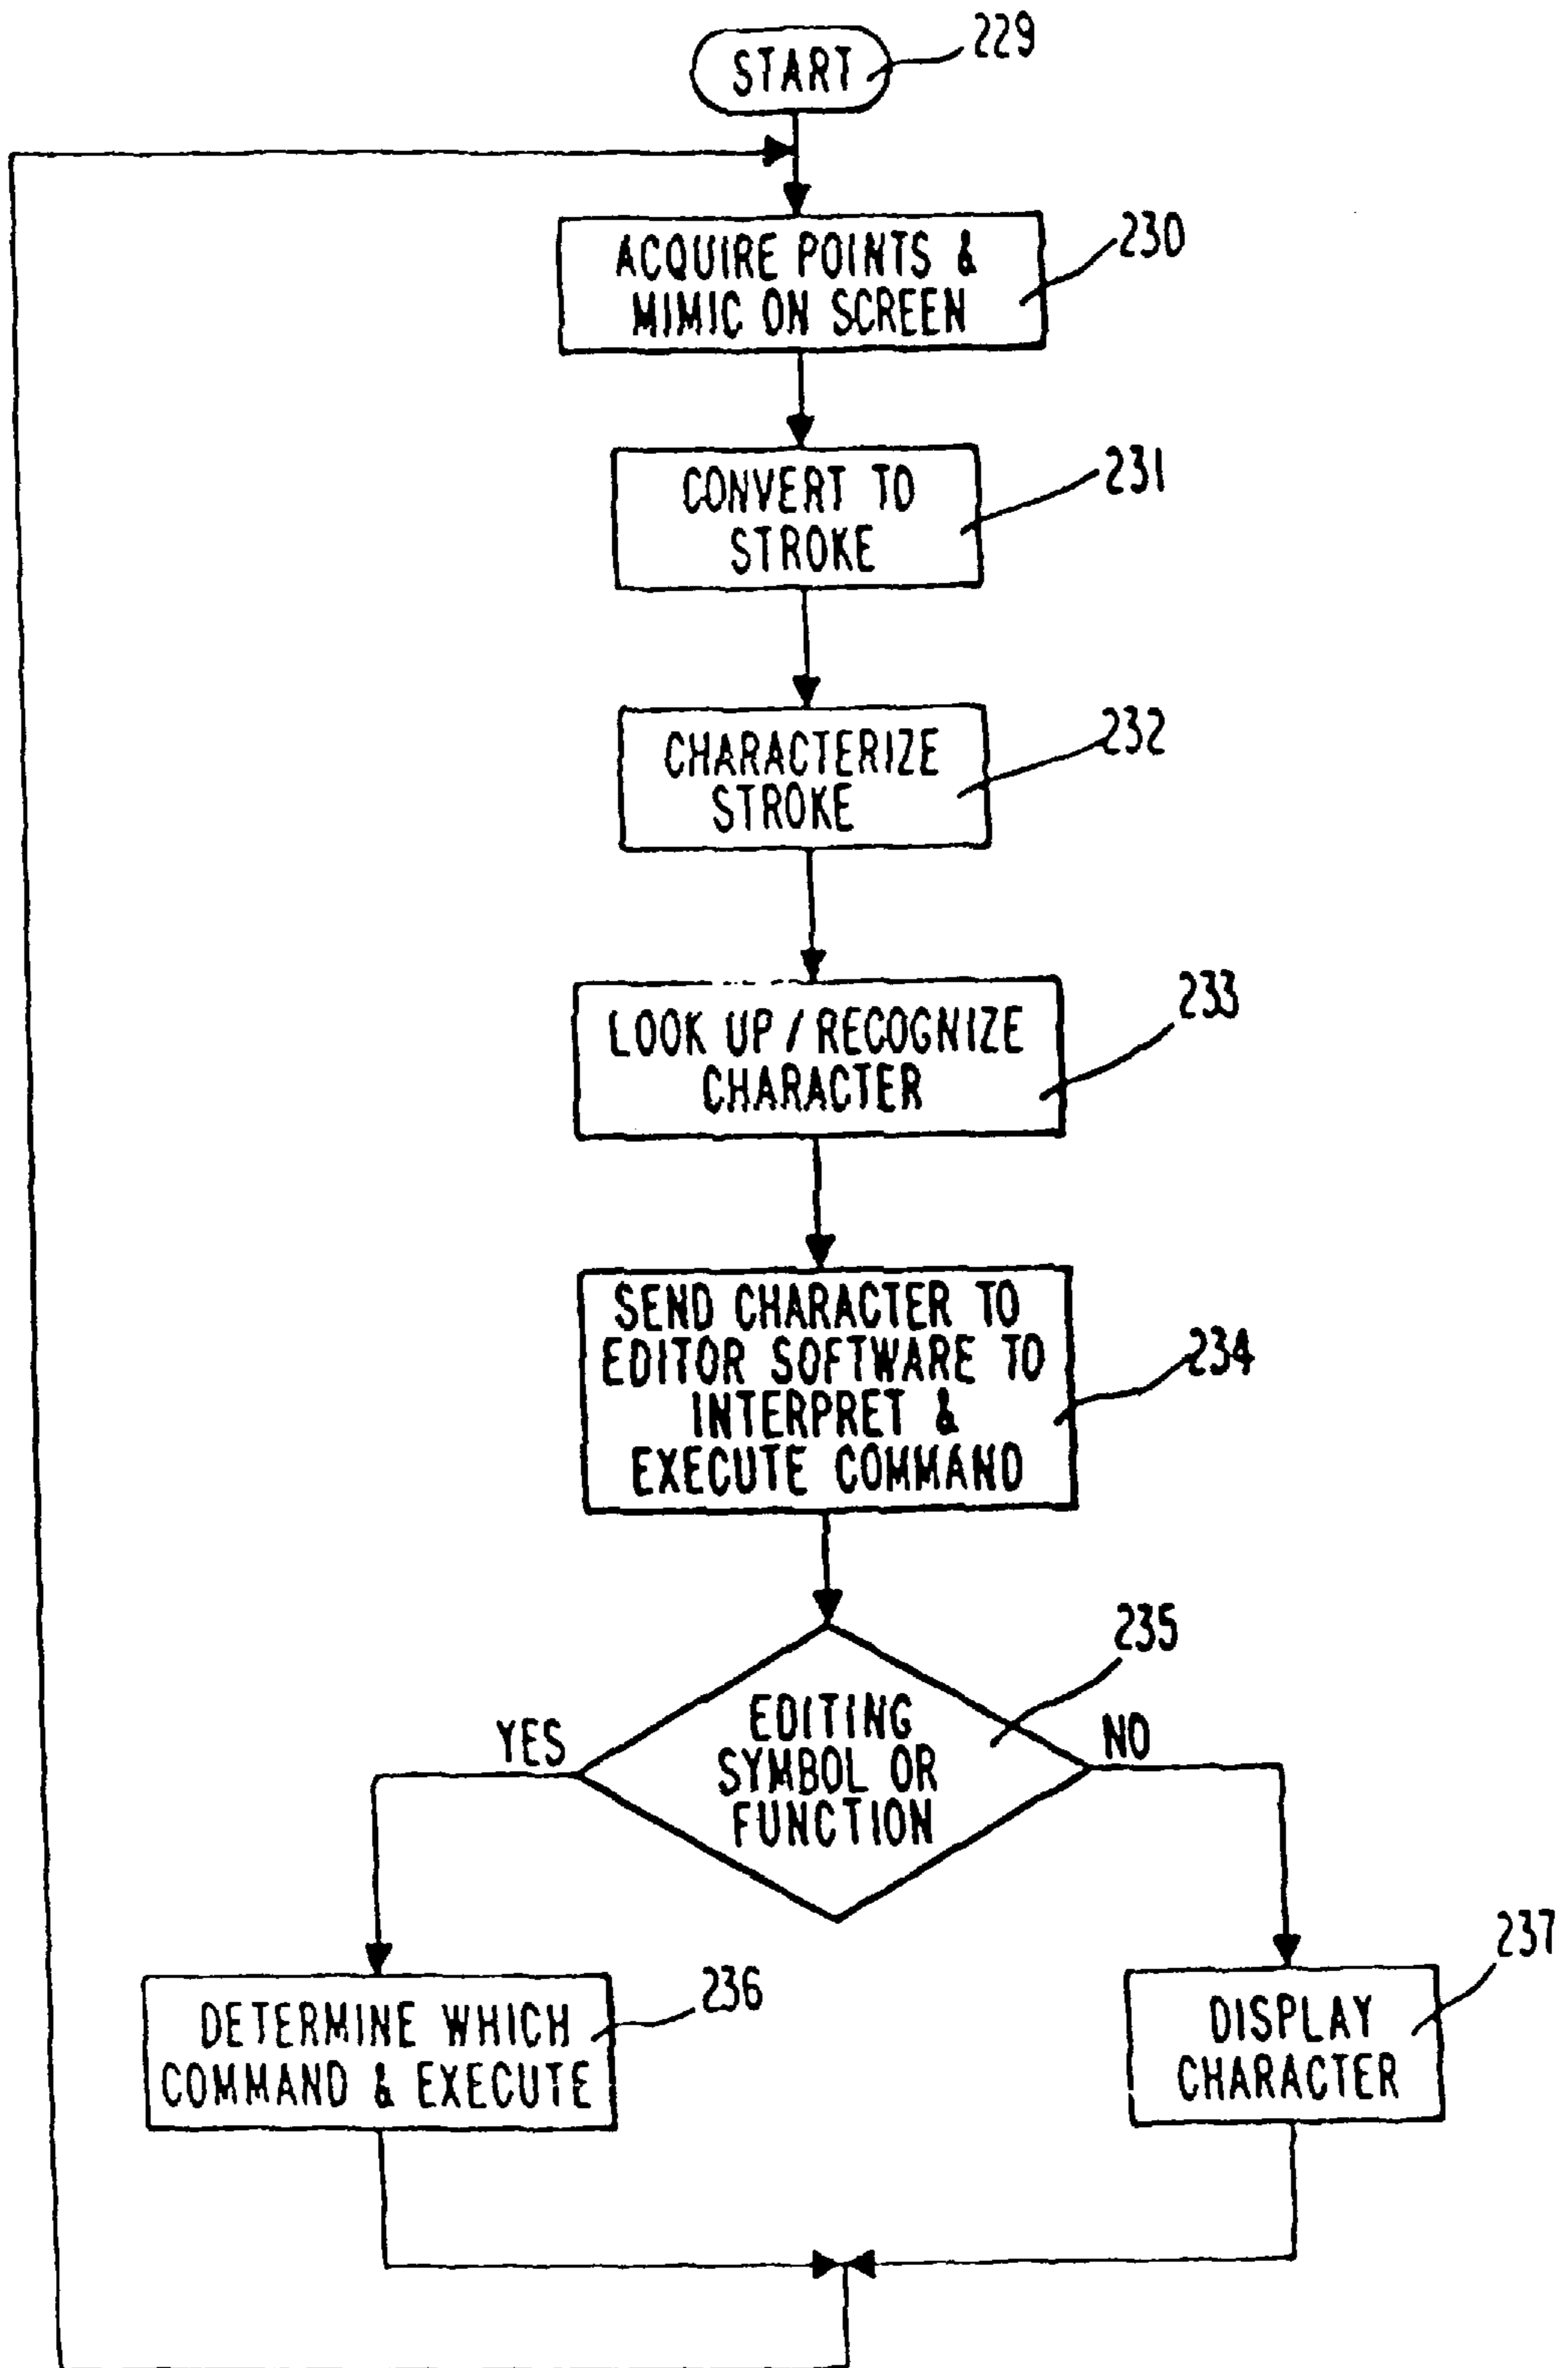 START
229
ACQUIRE POINTS &
MIMIC ON SCREEN
230
CONVERT TO
STROKE
231
CHARACTERIZE
STROKE
232
LOOK UP / RECOGNIZE
CHARACTER
233
SEND CHARACTER TO
EDITOR SOFTWARE TO
INTERPRET &
EXECUTE COMMAND
234
EDITING
SYMBOL OR
FUNCTION
235
YES
NO
DETERMINE WHICH
COMMAND & EXECUTE
236
DISPLAY
CHARACTER
237